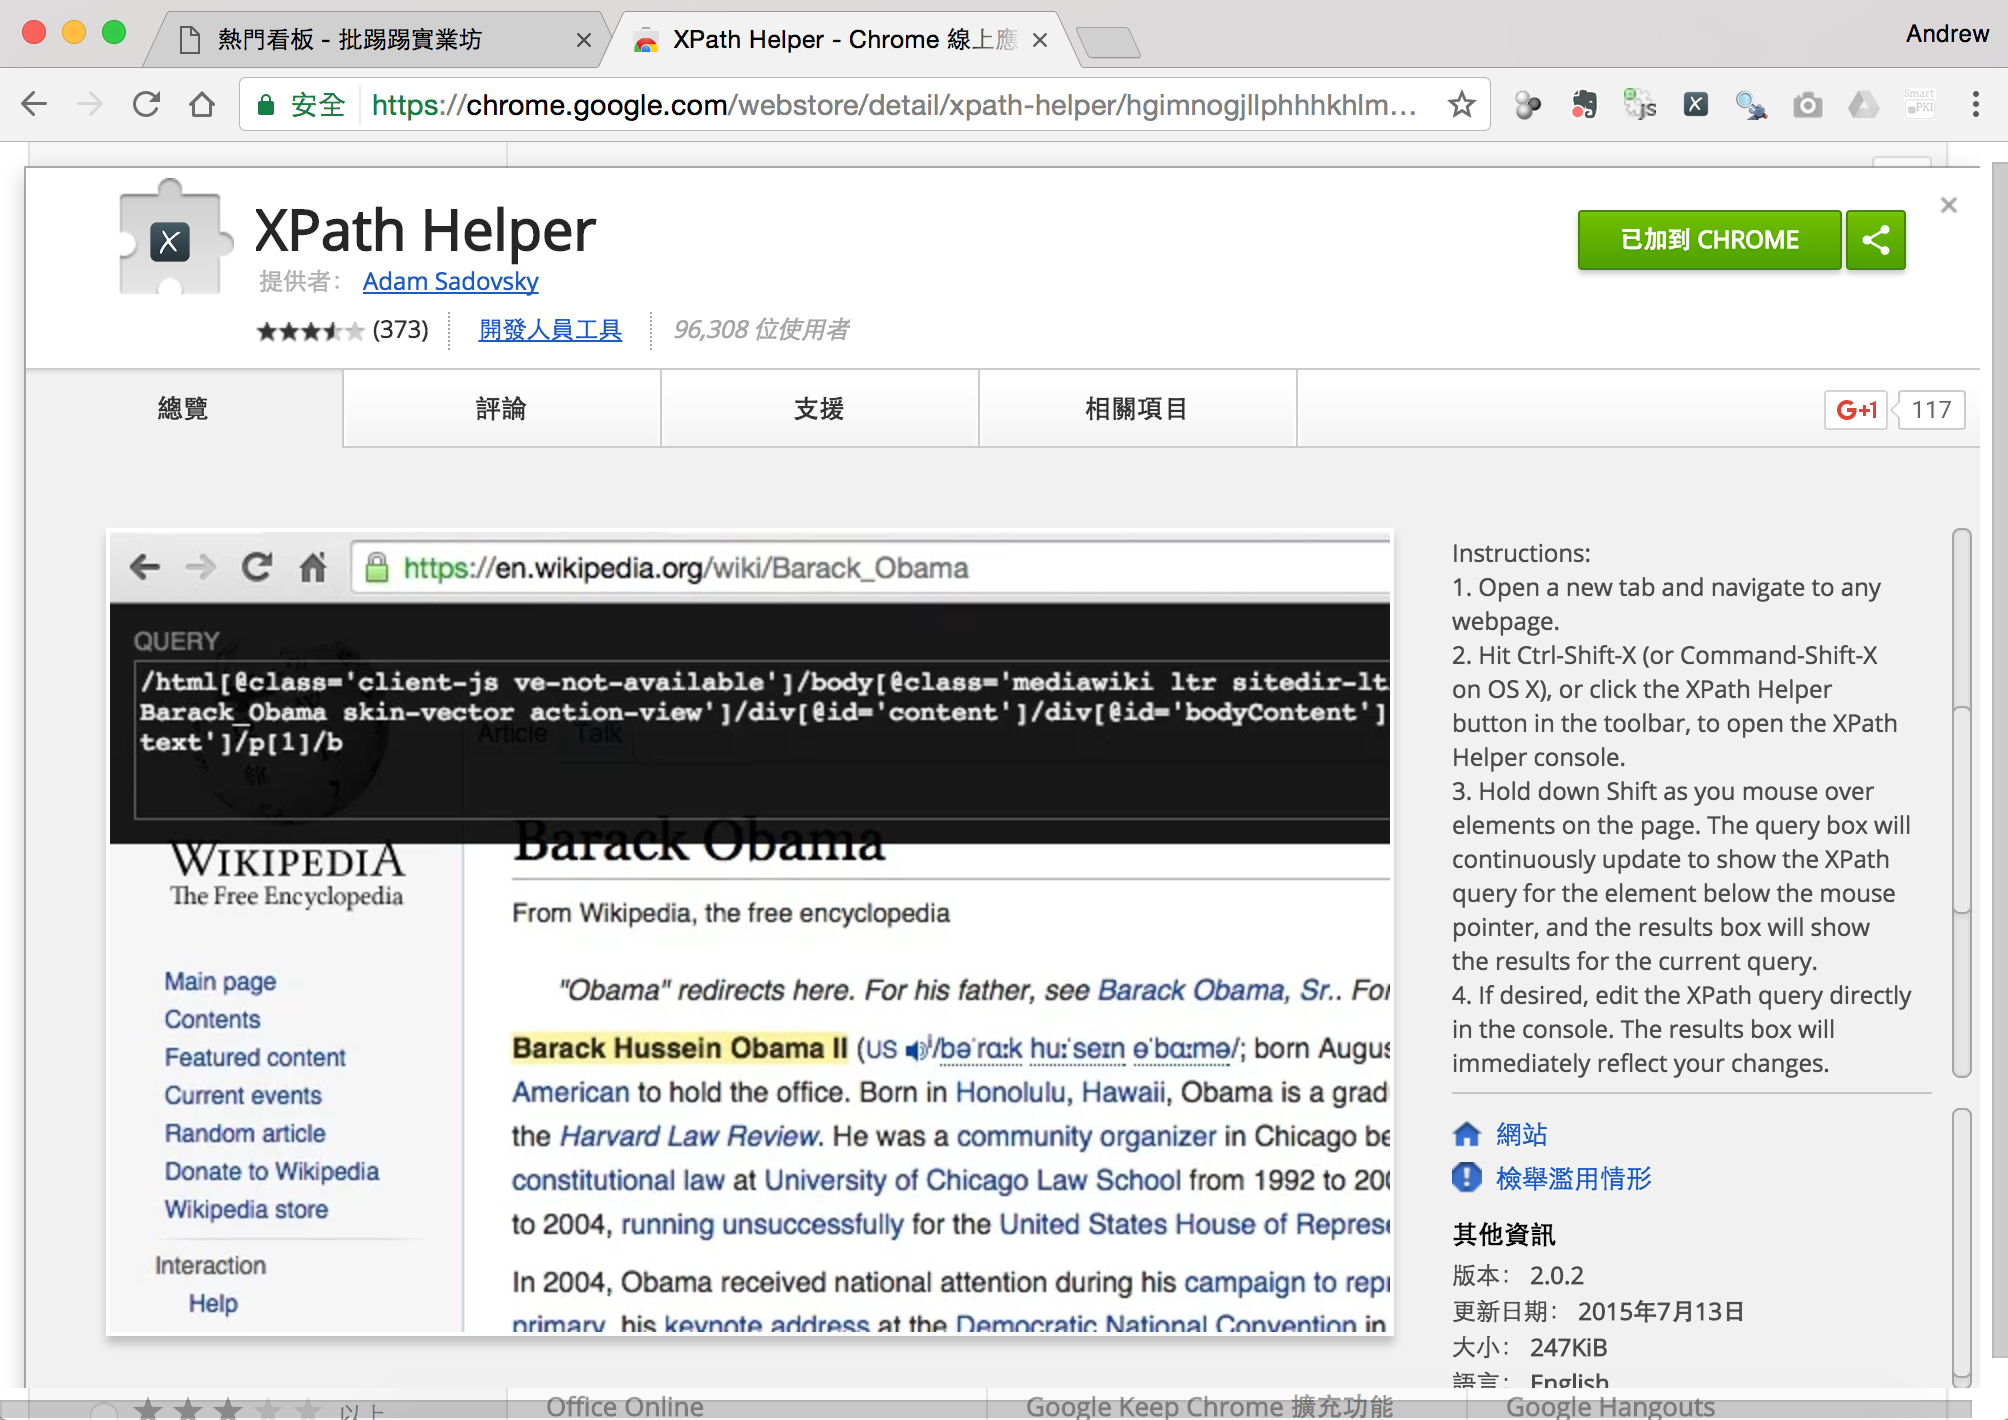 熱門看板 - 批踢踢實業坊
XPath Helper - Chrome 線上應
Andrew
安全
https://chrome.google.com/webstore/detail/xpath-helper/hgimnogjllphhhkhlm...
Smart
PKI
XPath Helper
提供者： Adam Sadovsky
(373)
開發人員工具
96,308 位使用者
已加到 CHROME
總覽
評論
支援
相關項目
G+1
117
https://en.wikipedia.org/wiki/Barack_Obama
QUERY
/html[@class='client-js ve-not-available']/body[@class='mediawiki ltr sitedir-lt
Barack_Obama skin-vector action-view']/div[@id='content']/div[@id='bodyContent']
text']/p[1]/b
Article Talk
Barack Obama
WIKIPEDIA
The Free Encyclopedia
From Wikipedia, the free encyclopedia
"Obama" redirects here. For his father, see Barack Obama, Sr.. For
Barack Hussein Obama II (US /bəˈrɑːk huːˈseɪn ɵˈbɑːmə/; born Augus
American to hold the office. Born in Honolulu, Hawaii, Obama is a grad
the Harvard Law Review. He was a community organizer in Chicago be
constitutional law at University of Chicago Law School from 1992 to 200
to 2004, running unsuccessfully for the United States House of Represe
In 2004, Obama received national attention during his campaign to repr
primary, his keynote address at the Democratic National Convention in
Main page
Contents
Featured content
Current events
Random article
Donate to Wikipedia
Wikipedia store
Interaction
Help
Instructions:
1. Open a new tab and navigate to any
webpage.
2. Hit Ctrl-Shift-X (or Command-Shift-X
on OS X), or click the XPath Helper
button in the toolbar, to open the XPath
Helper console.
3. Hold down Shift as you mouse over
elements on the page. The query box will
continuously update to show the XPath
query for the element below the mouse
pointer, and the results box will show
the results for the current query.
4. If desired, edit the XPath query directly
in the console. The results box will
immediately reflect your changes.
網站
檢舉濫用情形
其他資訊
版本： 2.0.2
更新日期： 2015年7月13日
大小： 247KiB
語言： English
以上
Office Online
Google Keep Chrome 擴充功能
Google Hangouts